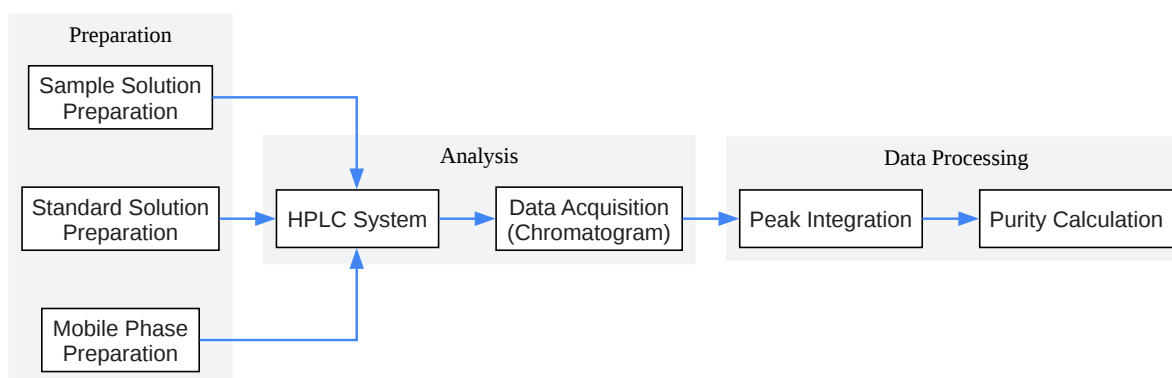 Preparation
Sample Solution
Preparation
Standard Solution
Preparation
Mobile Phase
Preparation
Analysis
HPLC System
Data Acquisition
(Chromatogram)
Data Processing
Peak Integration
Purity Calculation